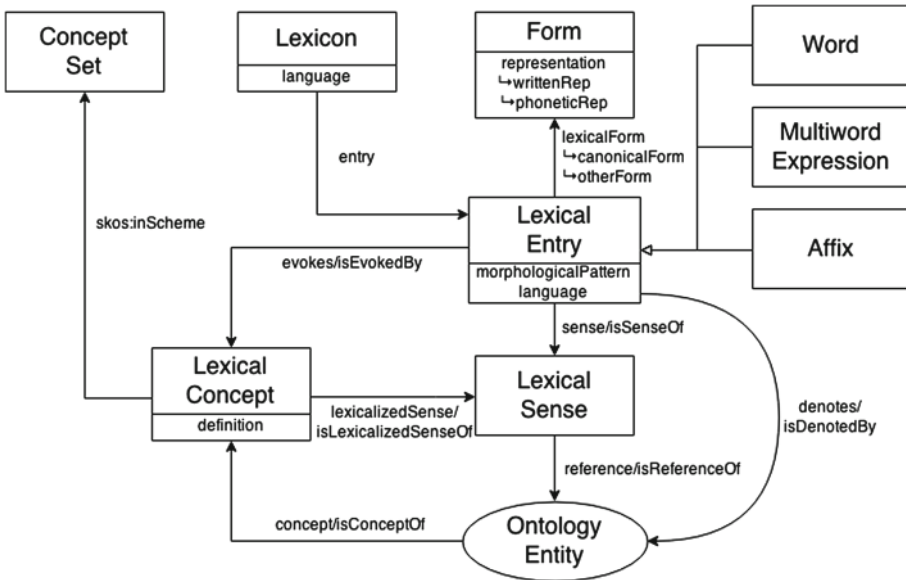 Concept
Set
Lexicon
language
Form
representation
↳writtenRep
↳phoneticRep
Word
lexicalForm
↳canonicalForm
↳otherForm
Multiword
Expression
entry
skos:inScheme
Lexical
Entry
morphologicalPattern
language
Affix
evokes/isEvokedBy
sense/isSenseOf
Lexical
Concept
definition
lexicalizedSense/
isLexicalizedSenseOf
Lexical
Sense
denotes/
isDenotedBy
reference/isReferenceOf
concept/isConceptOf
Ontology
Entity